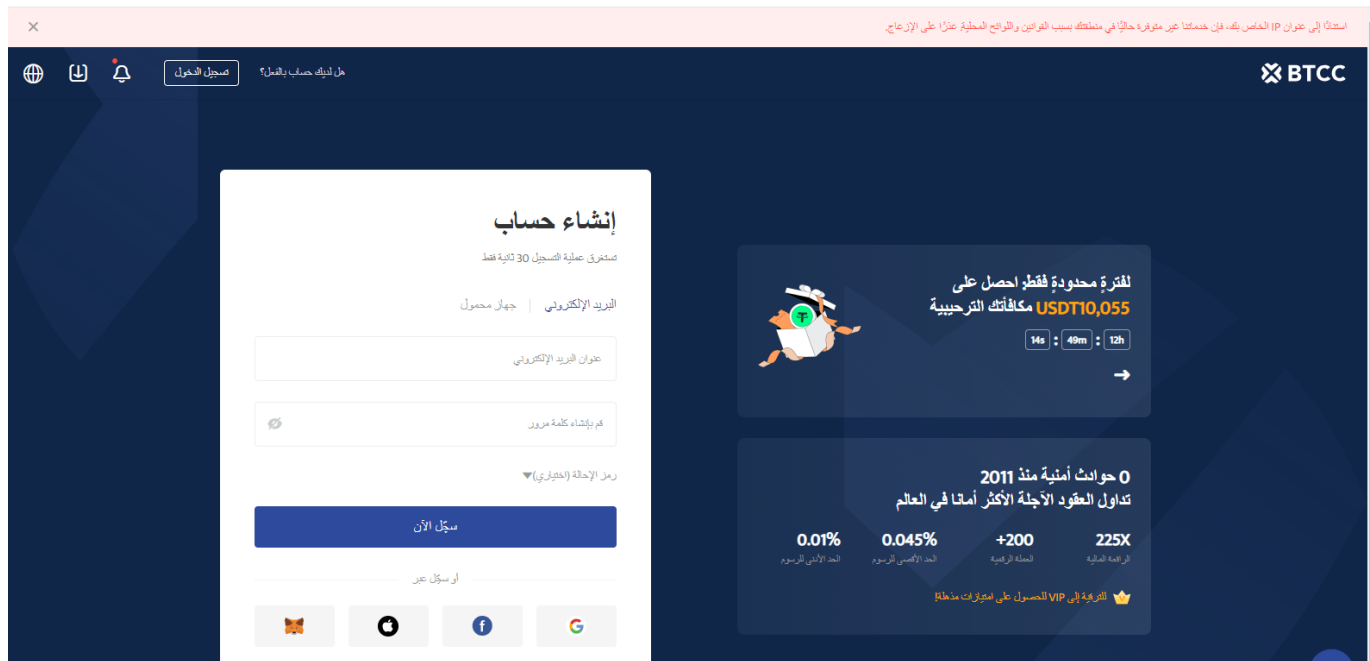 استنادًا إلى عنوان IP الخاص بك، فإن خدماتنا غير متوفرة حاليًا في منطقتك بسبب القوانين واللوائح المحلية. عذرًا على الإزعاج.
BTCC
هل لديك حساب بالفعل؟
تسجيل الدخول
لفترةٍ محدودةٍ فقط: احصل على
USDT10,055 مكافأتك الترحيبية
12h : 49m : 14s
0 حوادث أمنية منذ 2011
تداول العقود الآجلة الأكثر أمانا في العالم
225X
+200
0.045%
0.01%
الرافعة المالية
العملة الرقمية
الحد الأقصى للرسوم
الحد الأدنى للرسوم
للترقية إلى VIP للحصول على امتيازات مذهلة!
إنشاء حساب
تستغرق عملية التسجيل 30 ثانية فقط
البريد الإلكتروني | جهاز محمول
عنوان البريد الإلكتروني
قم بإنشاء كلمة مرور
رمز الإحالة (اختياري)
سجّل الآن
أو سجّل عبر